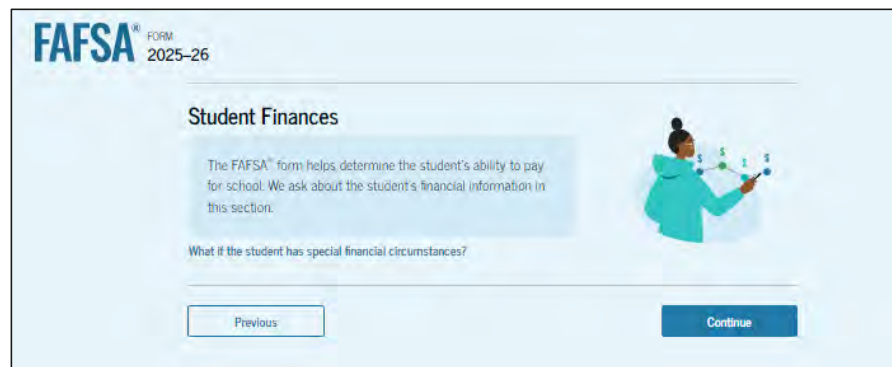 FAFSA® FORM
2025–26
Student Finances
The FAFSA® form helps determine the student's ability to pay
for school. We ask about the student's financial information in
this section.
$ $ $ $
What if the student has special financial circumstances?
Previous
Continue